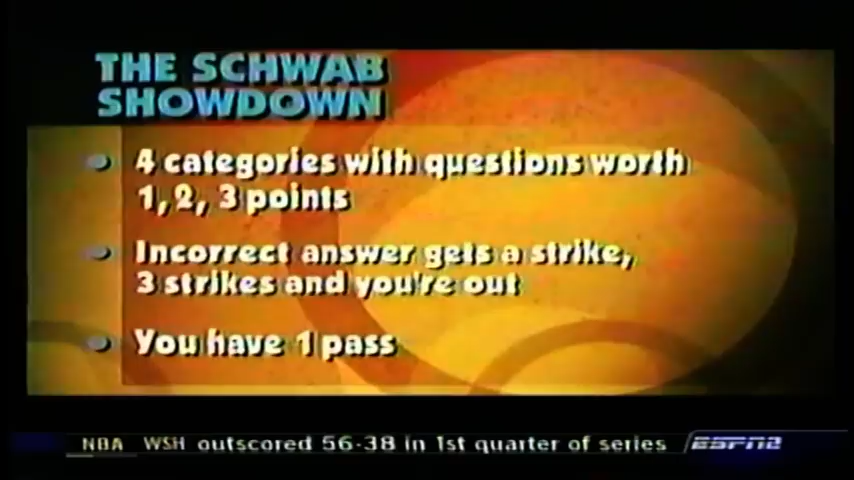 THE SCHWAB
SHOWDOWN
4 categories with questions worth
1, 2, 3 points
Incorrect answer gets a strike,
3 strikes and you're out
You have 1 pass
NBA WSH outscored 56-38 in 1st quarter of series ESPN2